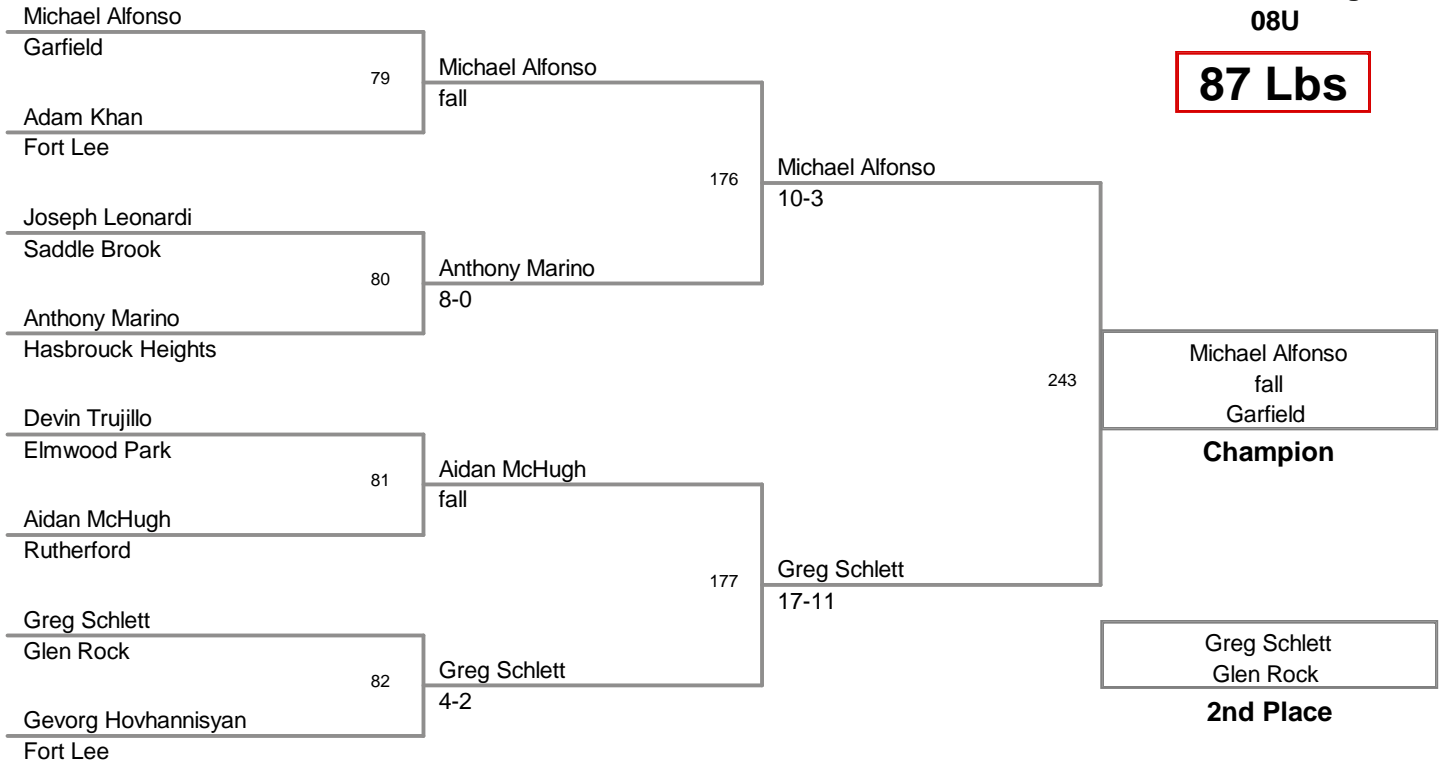 08U
87 Lbs
Michael Alfonso
Garfield
79
Adam Khan
Fort Lee
Joseph Leonardi
Saddle Brook
80
Anthony Marino
Hasbrouck Heights
Devin Trujillo
Elmwood Park
81
Aidan McHugh
Rutherford
Greg Schlett
Glen Rock
82
Gevorg Hovhannisyan
Fort Lee
Michael Alfonso
fall
176
Anthony Marino
8-0
Aidan McHugh
fall
177
Greg Schlett
4-2
Michael Alfonso
10-3
243
Greg Schlett
17-11
Michael Alfonso
fall
Garfield
Champion
Greg Schlett
Glen Rock
2nd Place